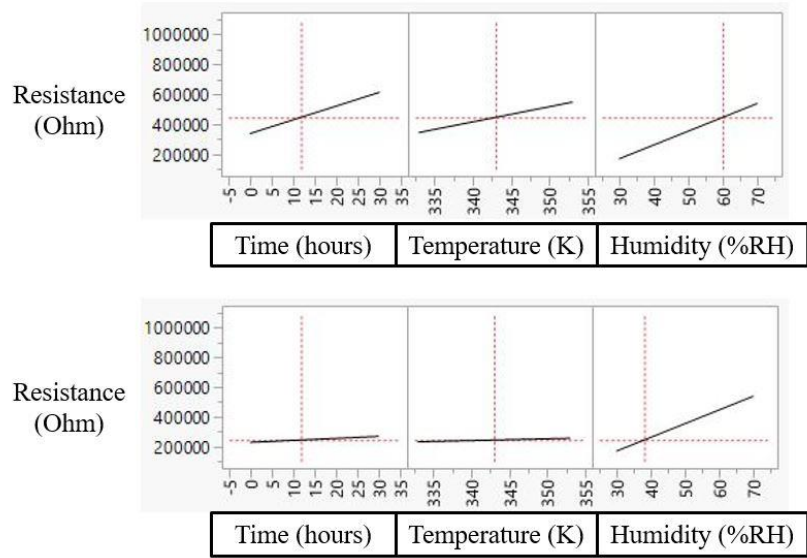 1000000
800000
Resistance
600000
(Ohm)
400000
200000
-5 0 5 10 15 20 25 30 35 335 340 345 350 355 30 40 50 60 70
Time (hours) Temperature (K) Humidity (%RH)
1000000
800000
Resistance
600000
(Ohm)
400000
200000
-5 0 5 10 15 20 25 30 35 335 340 345 350 355 30 40 50 60 70
Time (hours) Temperature (K) Humidity (%RH)